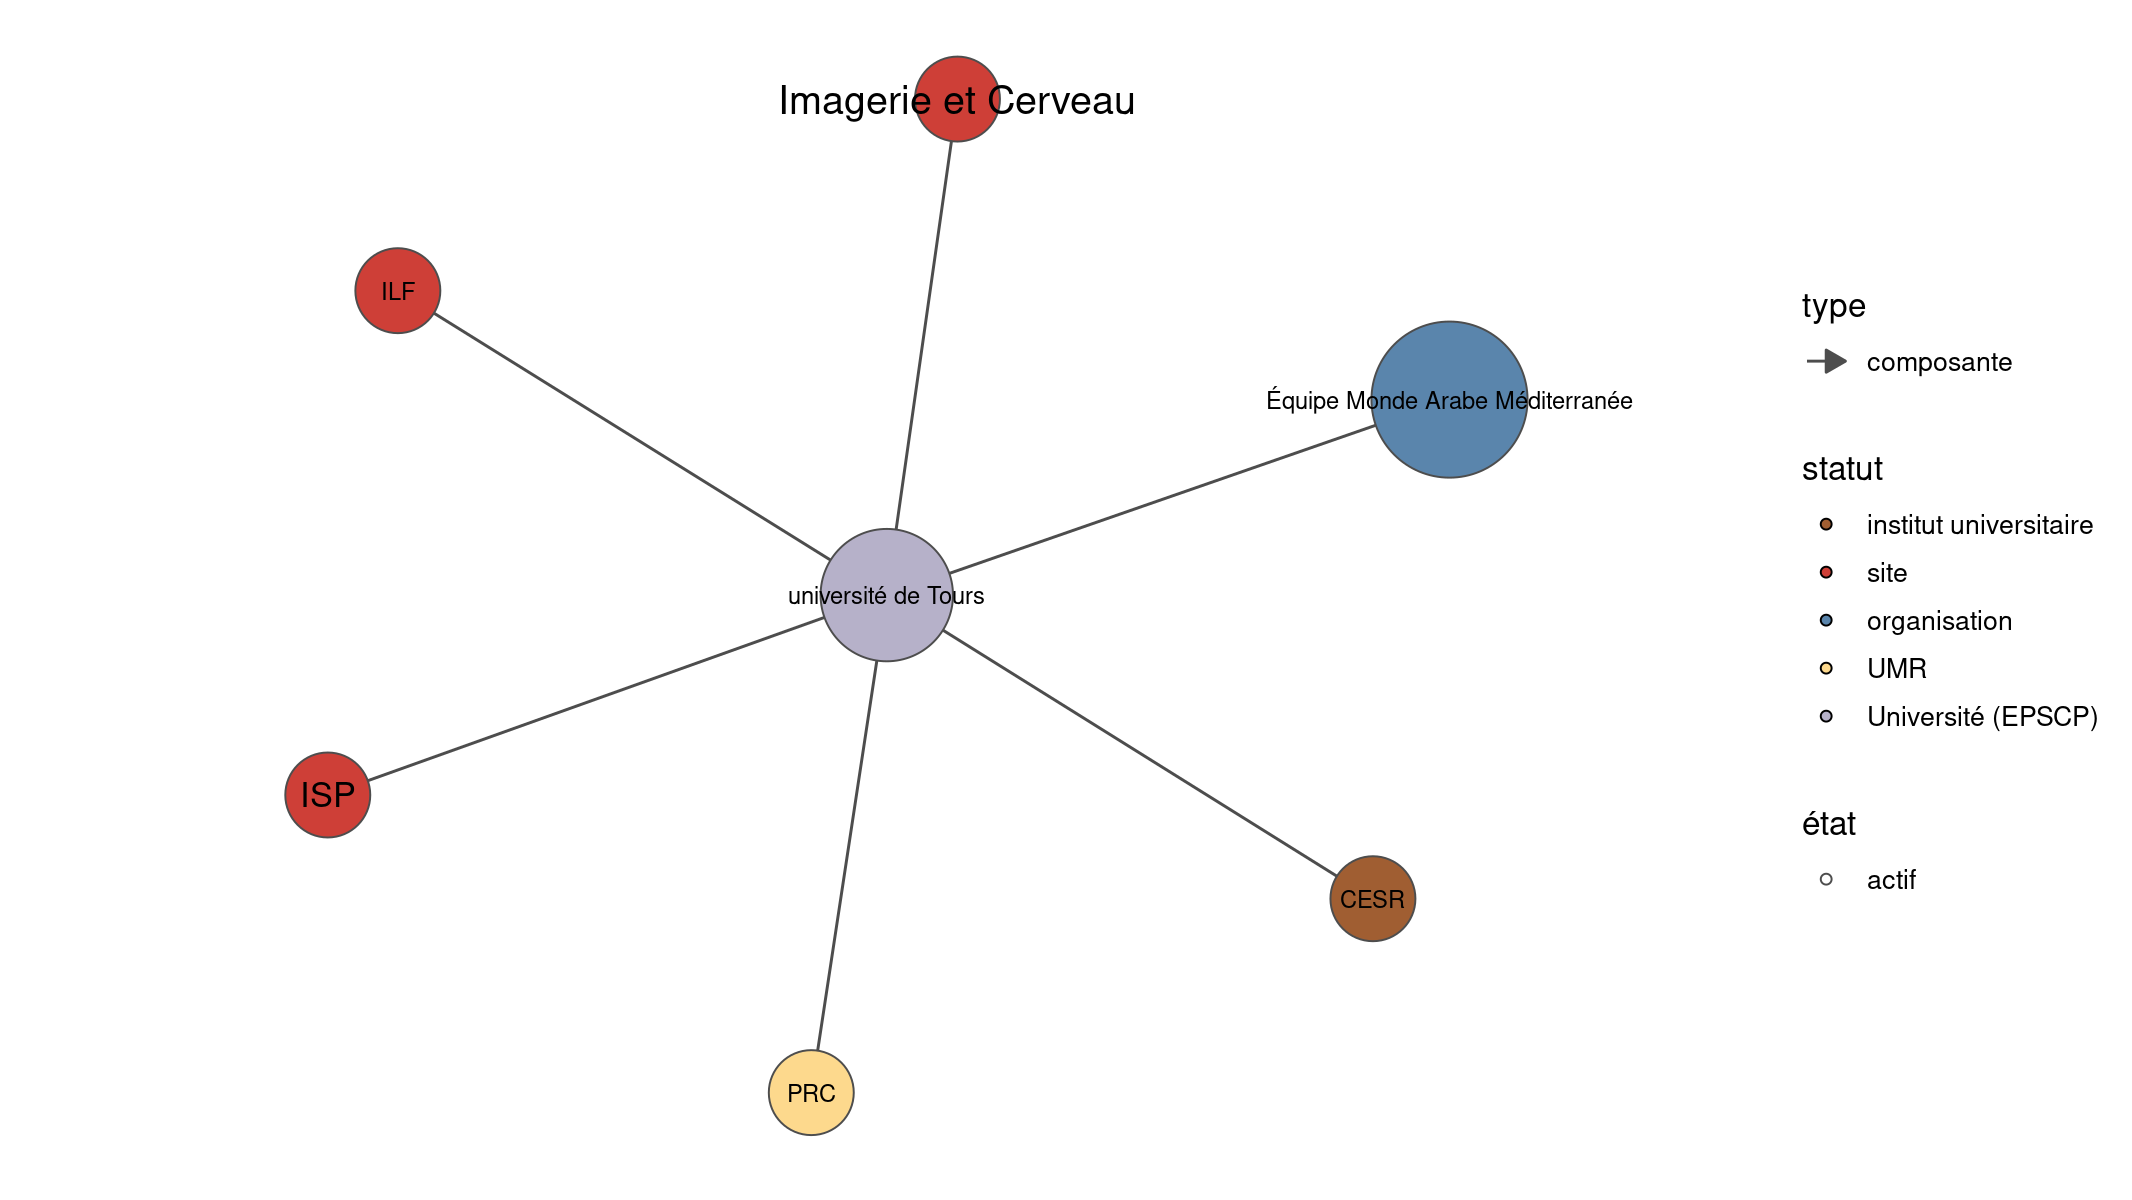 Imagerie et Cerveau
ILF
Équipe Monde Arabe Méditerranée
université de Tours
ISP
CESR
PRC
type
composante
statut
institut universitaire
site
organisation
UMR
Université (EPSCP)
état
actif